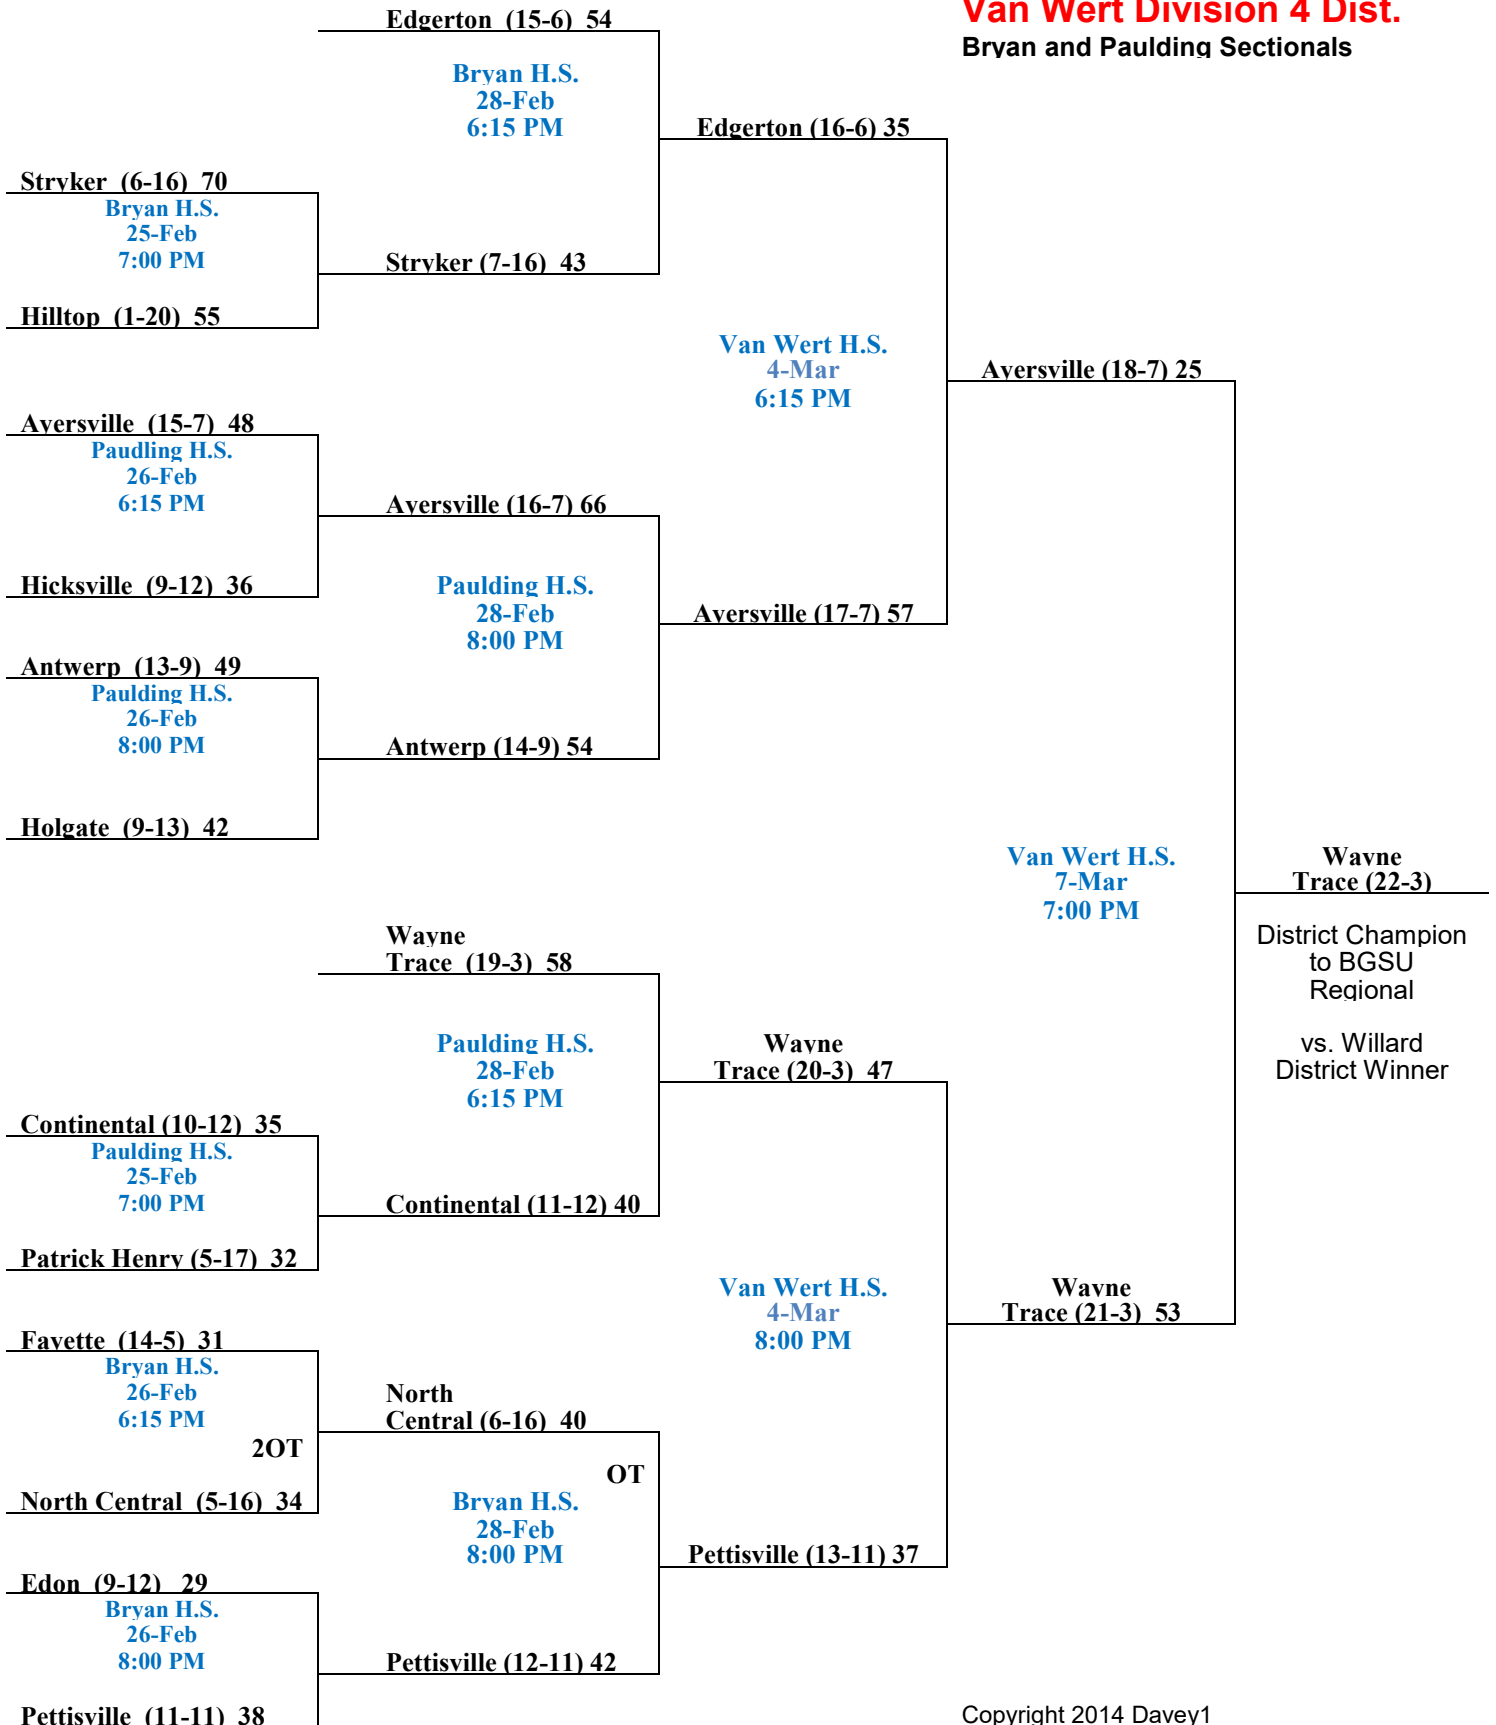 Van Wert Division 4 Dist.
Bryan and Paulding Sectionals
Edgerton (15-6) 54
Bryan H.S.
28-Feb
6:15 PM
Edgerton (16-6) 35
Stryker (6-16) 70
Bryan H.S.
25-Feb
7:00 PM
Stryker (7-16) 43
Hilltop (1-20) 55
Van Wert H.S.
4-Mar
6:15 PM
Ayersville (18-7) 25
Ayersville (15-7) 48
Paudling H.S.
26-Feb
6:15 PM
Ayersville (16-7) 66
Hicksville (9-12) 36
Paulding H.S.
28-Feb
8:00 PM
Ayersville (17-7) 57
Antwerp (13-9) 49
Paulding H.S.
26-Feb
8:00 PM
Antwerp (14-9) 54
Holgate (9-13) 42
Van Wert H.S.
7-Mar
7:00 PM
Wayne
Trace (22-3)
District Champion
to BGSU
Regional
vs. Willard
District Winner
Wayne
Trace (19-3) 58
Paulding H.S.
28-Feb
6:15 PM
Wayne
Trace (20-3) 47
Continental (10-12) 35
Paulding H.S.
25-Feb
7:00 PM
Continental (11-12) 40
Patrick Henry (5-17) 32
Van Wert H.S.
4-Mar
8:00 PM
Wayne
Trace (21-3) 53
Fayette (14-5) 31
Bryan H.S.
26-Feb
6:15 PM
2OT
North
Central (6-16) 40
OT
North Central (5-16) 34
Bryan H.S.
28-Feb
8:00 PM
Pettisville (13-11) 37
Edon (9-12) 29
Bryan H.S.
26-Feb
8:00 PM
Pettisville (12-11) 42
Pettisville (11-11) 38
Copyright 2014 Davey1